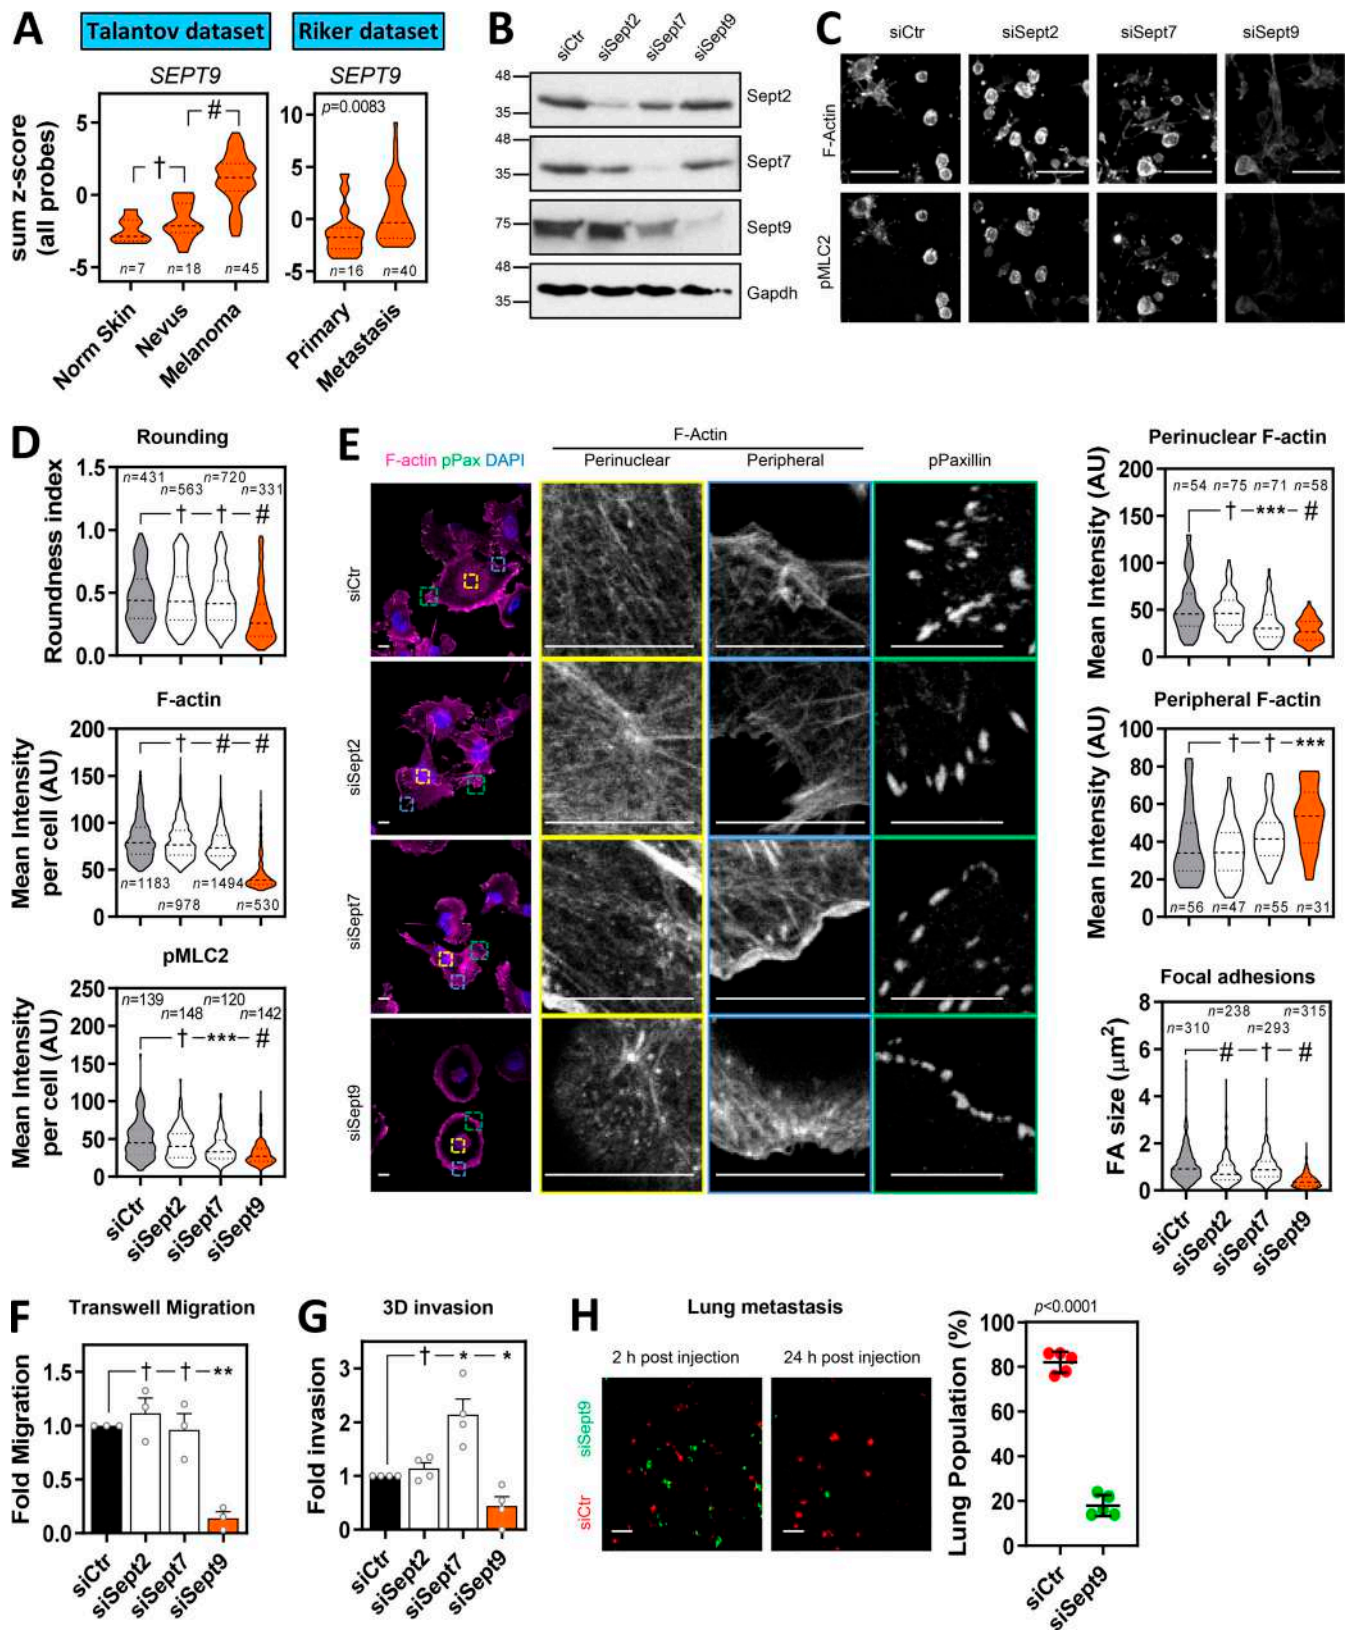 A
Talantov dataset
Riker dataset
SEPT9
SEPT9
sum z-score
(all probes)
5
0
-5
†
#
n=7
n=18
n=45
Norm Skin
Nevus
Melanoma
10
5
0
-5
p=0.0083
n=16
n=40
Primary
Metastasis
B
siCtr
siSept2
siSept7
siSept9
48
35
Sept2
48
35
Sept7
75
Sept9
48
35
Gapdh
C
siCtr
siSept2
siSept7
siSept9
F-Actin
pMLC2
D
Rounding
Roundness index
1.5
1.0
0.5
0.0
n=431
n=563
n=720
n=331
† † #
F-actin
Mean Intensity
per cell (AU)
200
150
100
50
0
† # #
n=1183
n=978
n=1494
n=530
pMLC2
Mean Intensity
per cell (AU)
250
200
150
100
50
0
n=139
n=148
n=120
n=142
† *** #
siCtr
siSept2
siSept7
siSept9
E
F-Actin
F-actin pPax DAPI
Perinuclear
Peripheral
pPaxillin
siCtr
siSept2
siSept7
siSept9
Perinuclear F-actin
Mean Intensity (AU)
200
150
100
50
0
n=54
n=75
n=71
n=58
† *** #
Peripheral F-actin
Mean Intensity (AU)
100
80
60
40
20
0
† † ***
n=56
n=47
n=55
n=31
Focal adhesions
FA size (μm²)
8
6
4
2
0
n=310
n=238
n=293
n=315
# † #
siCtr
siSept2
siSept7
siSept9
F
Transwell Migration
Fold Migration
1.5
1.0
0.5
0.0
† † **
siCtr
siSept2
siSept7
siSept9
G
3D invasion
Fold invasion
3
2
1
0
† * *
siCtr
siSept2
siSept7
siSept9
H
Lung metastasis
2 h post injection
24 h post injection
siCtr
siSept9
p<0.0001
Lung Population (%)
100
80
60
40
20
0
siCtr
siSept9